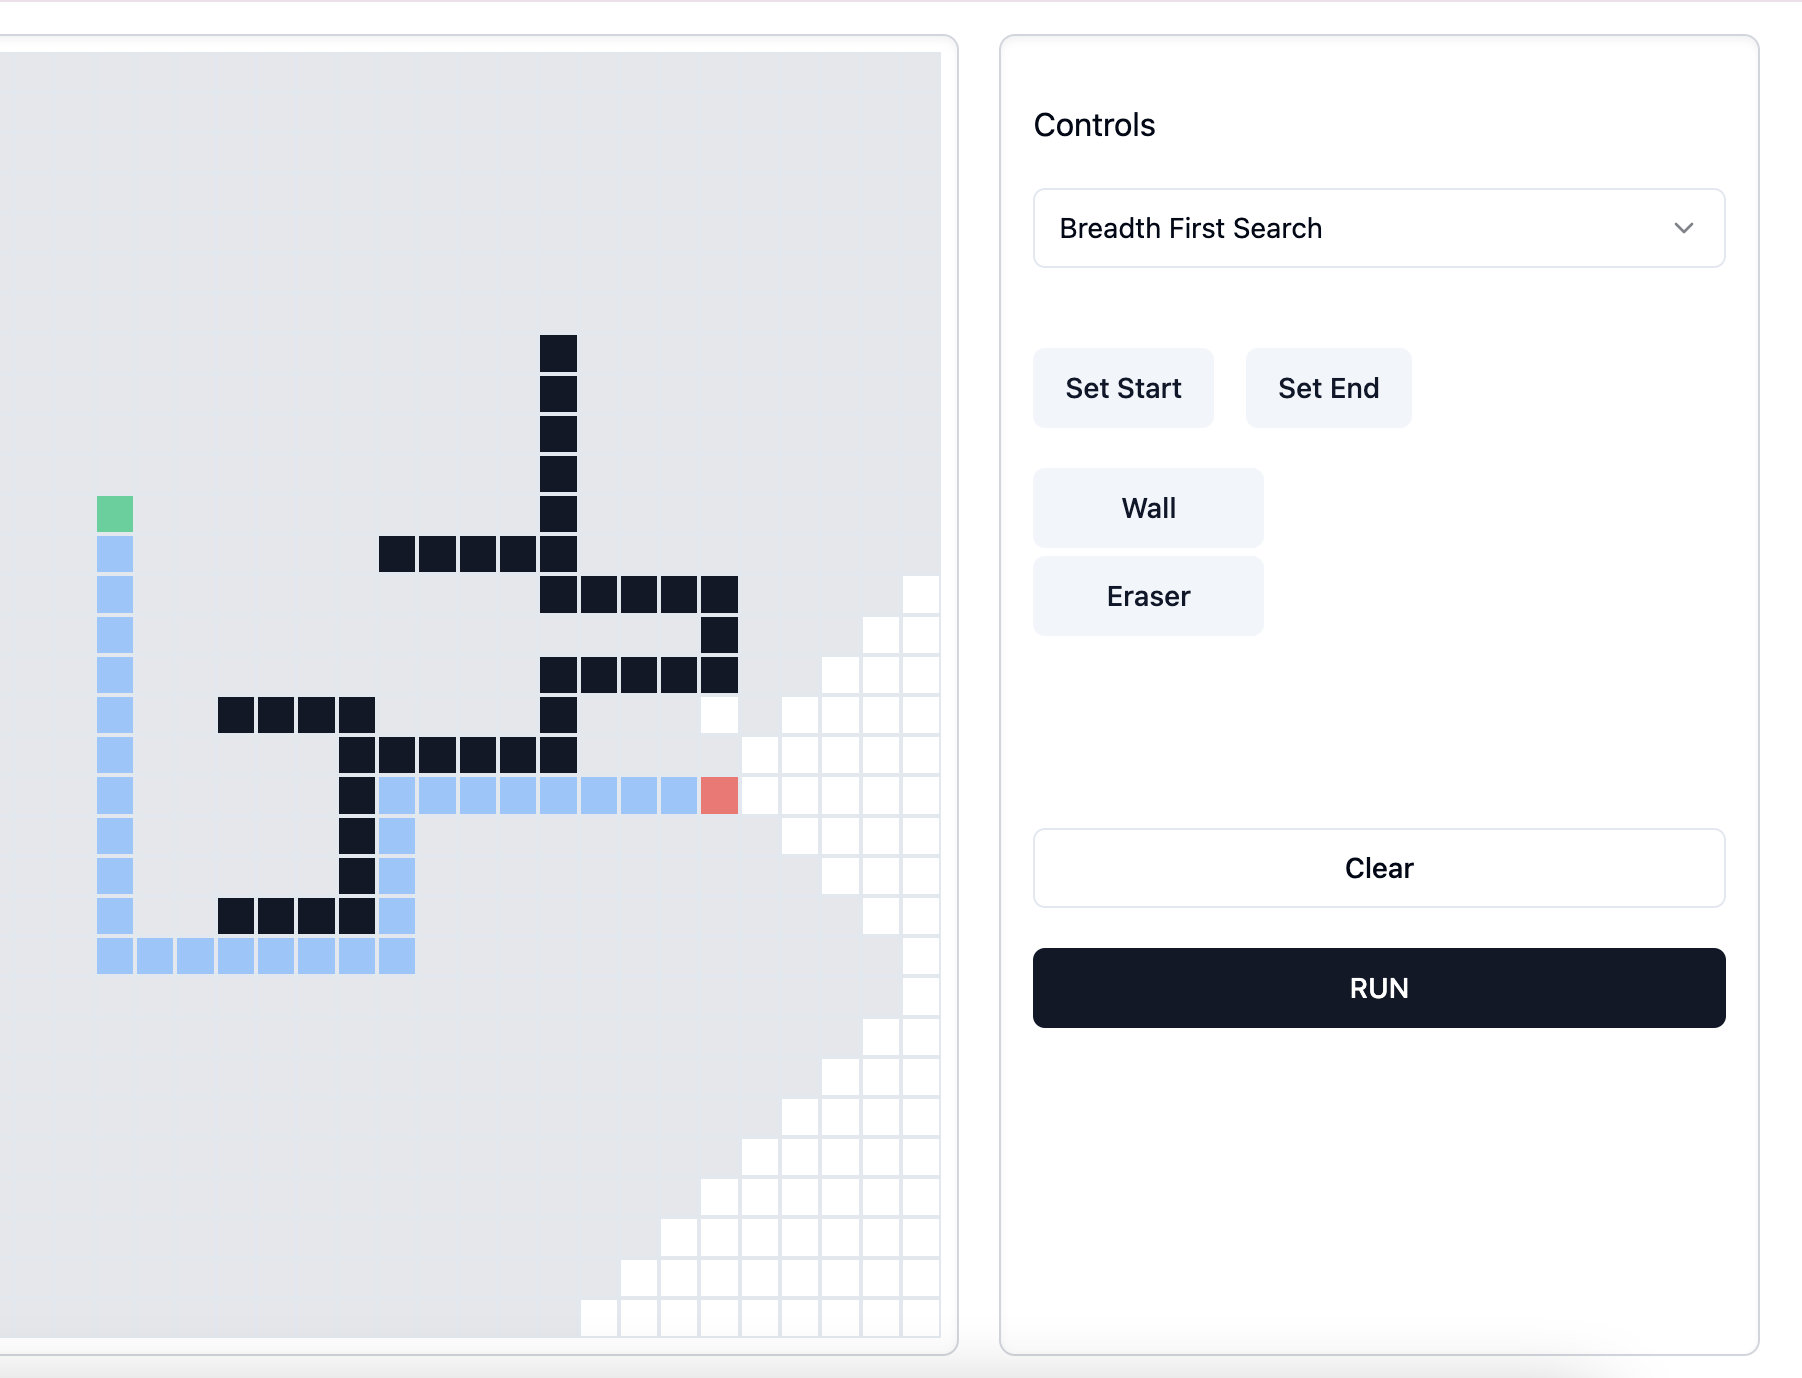 Controls
Breadth First Search
Set Start
Set End
Wall
Eraser
Clear
RUN